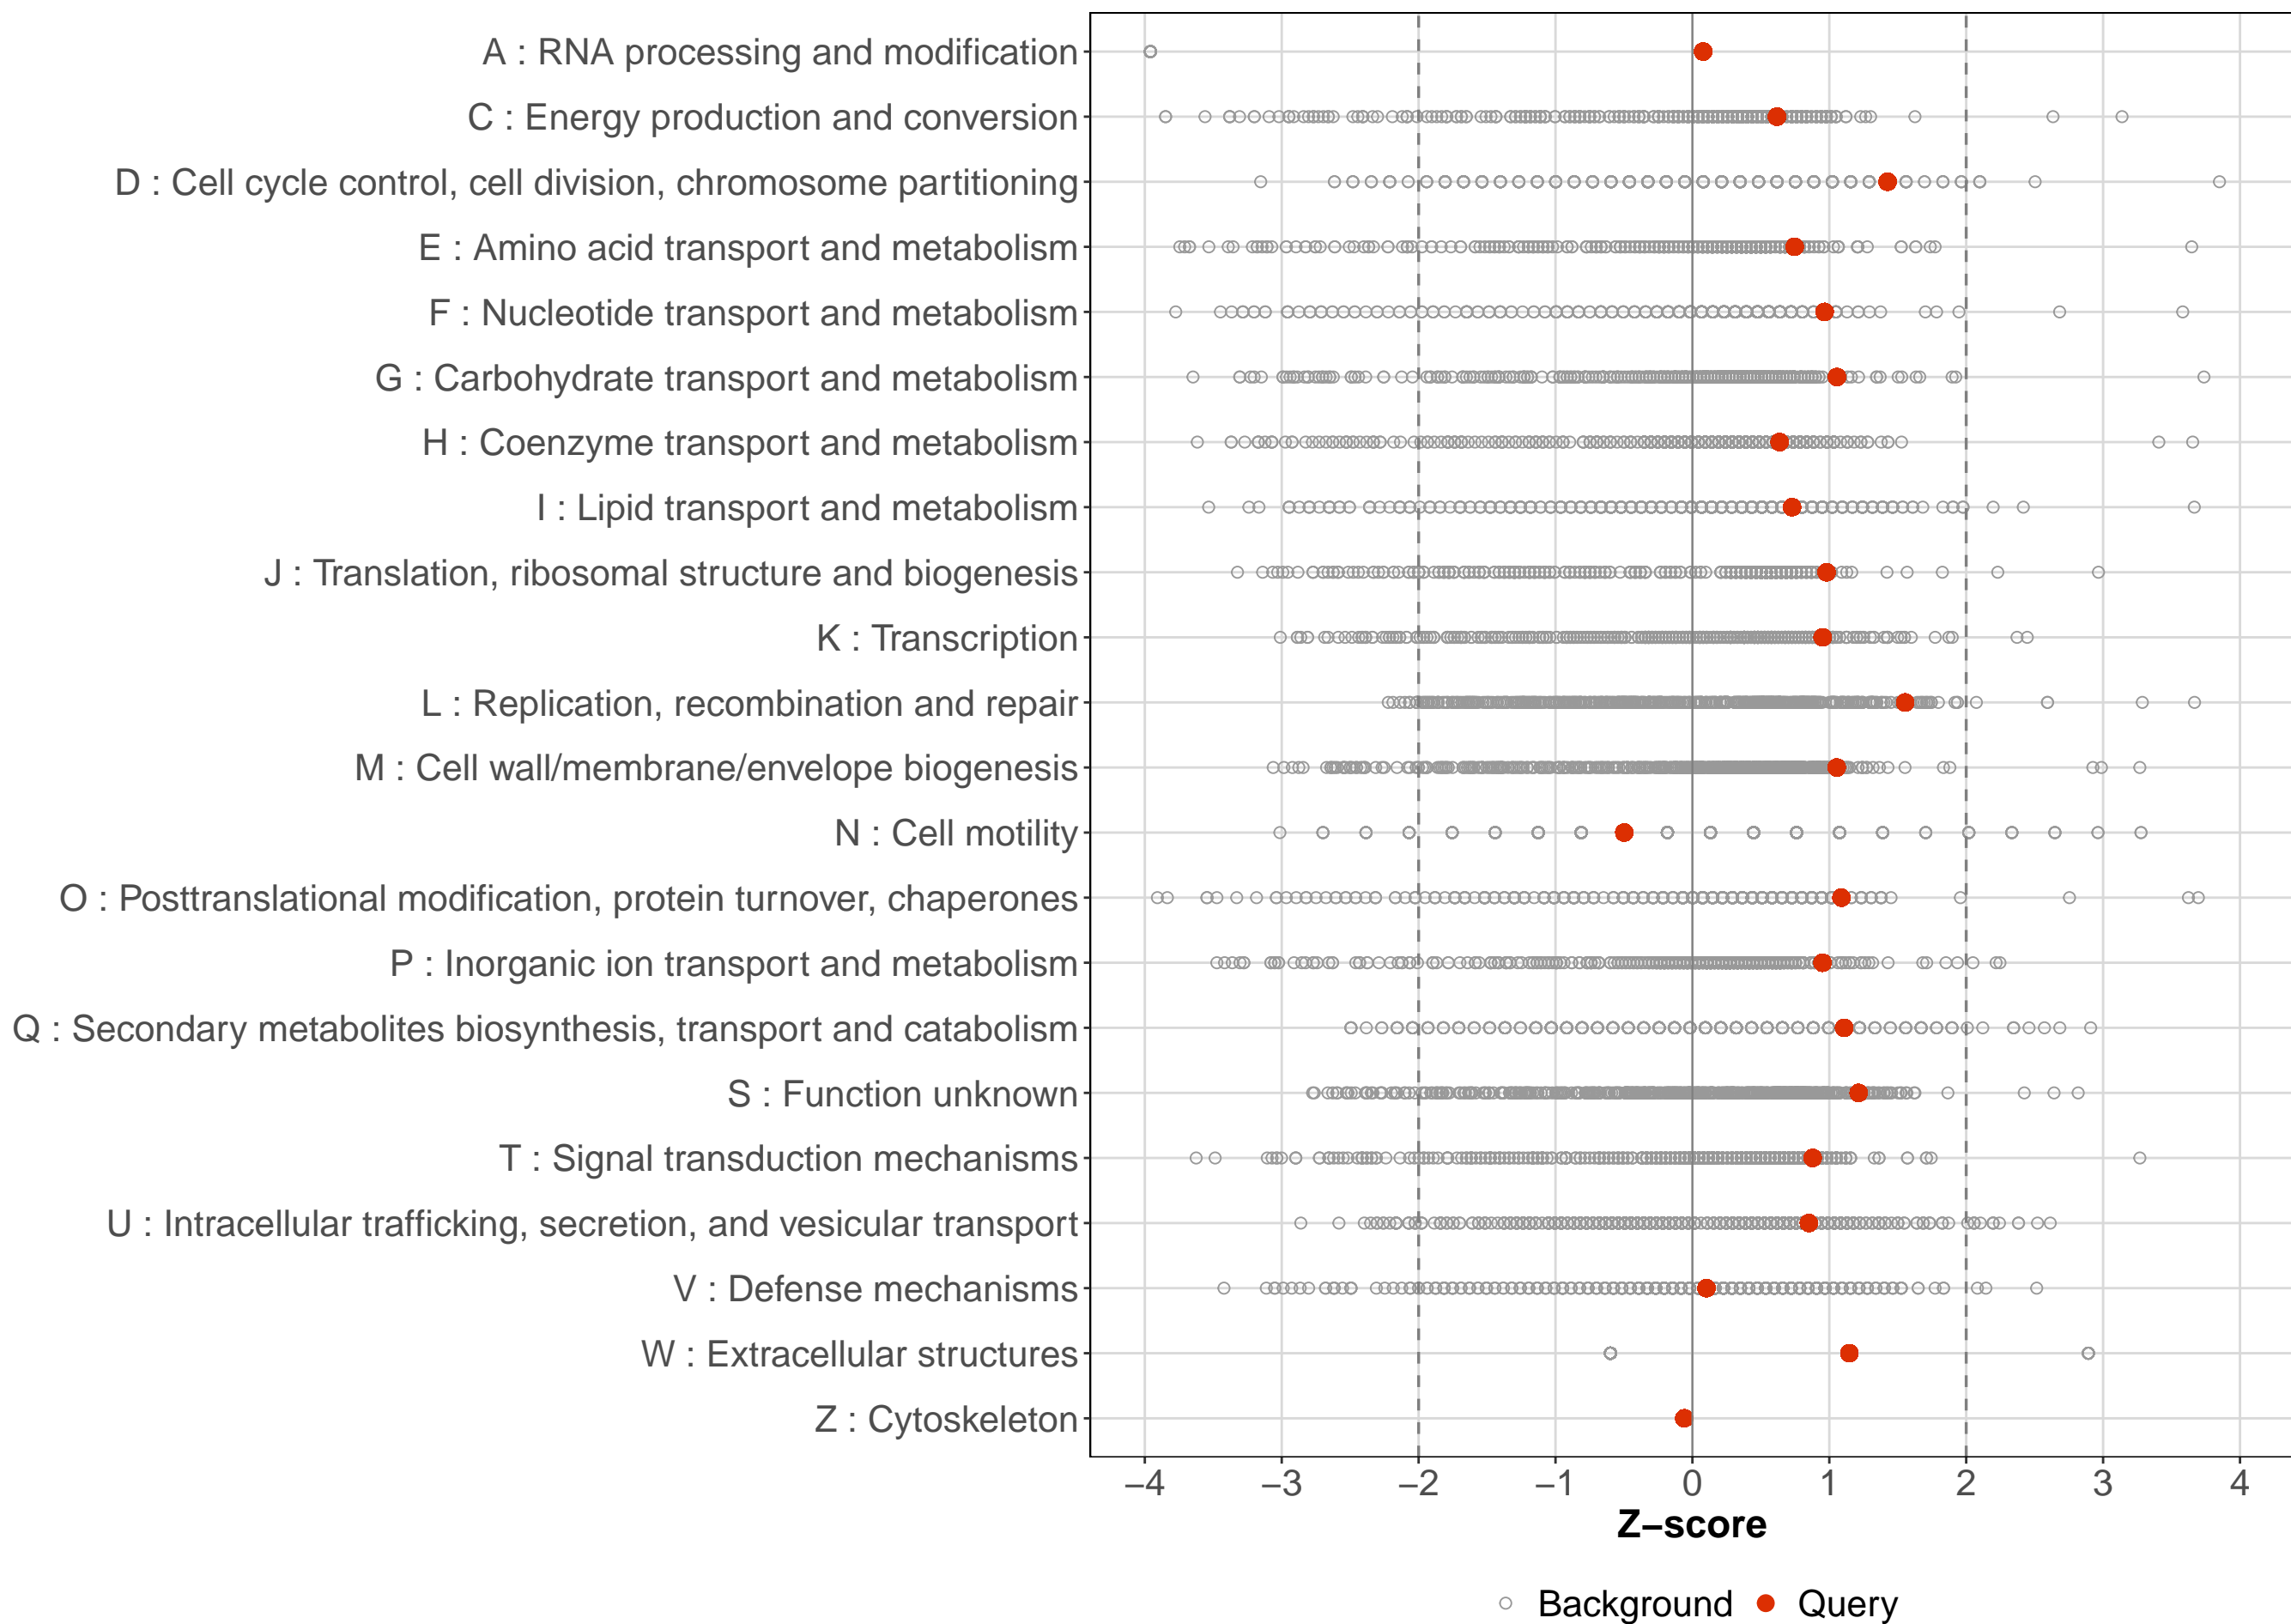 A : RNA processing and modification
C : Energy production and conversion
D : Cell cycle control, cell division, chromosome partitioning
E : Amino acid transport and metabolism
F : Nucleotide transport and metabolism
G : Carbohydrate transport and metabolism
H : Coenzyme transport and metabolism
I : Lipid transport and metabolism
J : Translation, ribosomal structure and biogenesis
K : Transcription
L : Replication, recombination and repair
M : Cell wall/membrane/envelope biogenesis
N : Cell motility
O : Posttranslational modification, protein turnover, chaperones
P : Inorganic ion transport and metabolism
Q : Secondary metabolites biosynthesis, transport and catabolism
S : Function unknown
T : Signal transduction mechanisms
U : Intracellular trafficking, secretion, and vesicular transport
V : Defense mechanisms
W : Extracellular structures
Z : Cytoskeleton
−4 −3 −2 −1 0 1 2 3 4
Z−score
Background Query